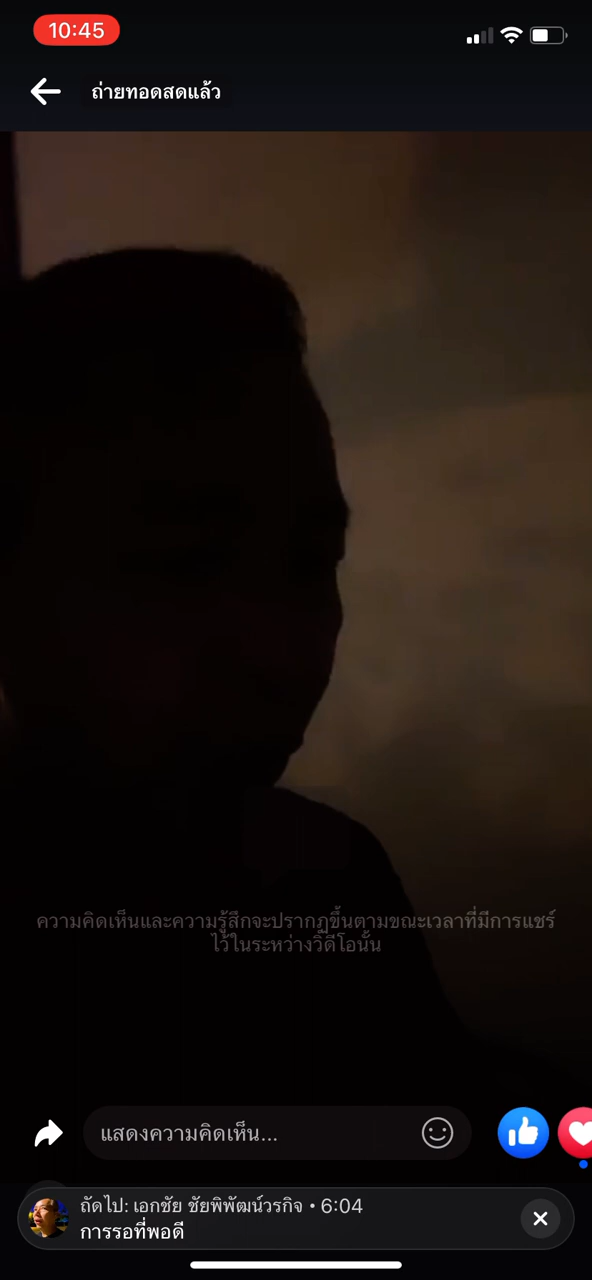 10:45
ถ่ายทอดสดแล้ว
ความคิดเห็นและความรู้สึกจะปรากฏขึ้นตามขณะเวลาที่มีการแชร์
ไว้ในระหว่างวิดีโอนั้น
แสดงความคิดเห็น...
ถัดไป: เอกชัย ชัยพิพัฒน์วรกิจ • 6:04
การรอที่พอดี